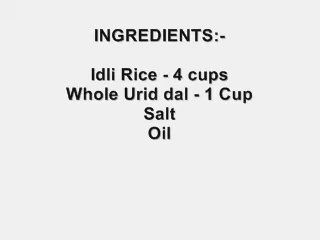 INGREDIENTS:-
Idli Rice - 4 cups
Whole Urid dal - 1 Cup
Salt
Oil